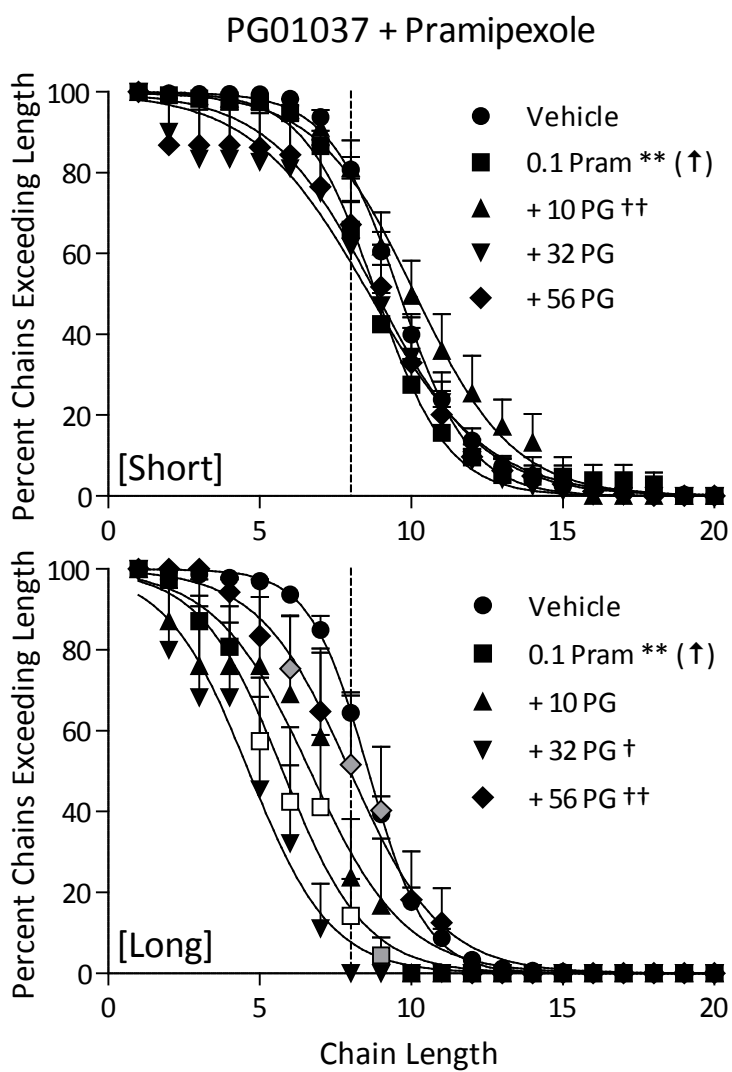 PG01037 + Pramipexole
Percent Chains Exceeding Length
100
80
60
40
20
0
Vehicle
0.1 Pram ** (↑)
+ 10 PG ††
+ 32 PG
+ 56 PG
[Short]
0 5 10 15 20
Percent Chains Exceeding Length
100
80
60
40
20
0
Vehicle
0.1 Pram ** (↑)
+ 10 PG
+ 32 PG †
+ 56 PG ††
[Long]
0 5 10 15 20
Chain Length